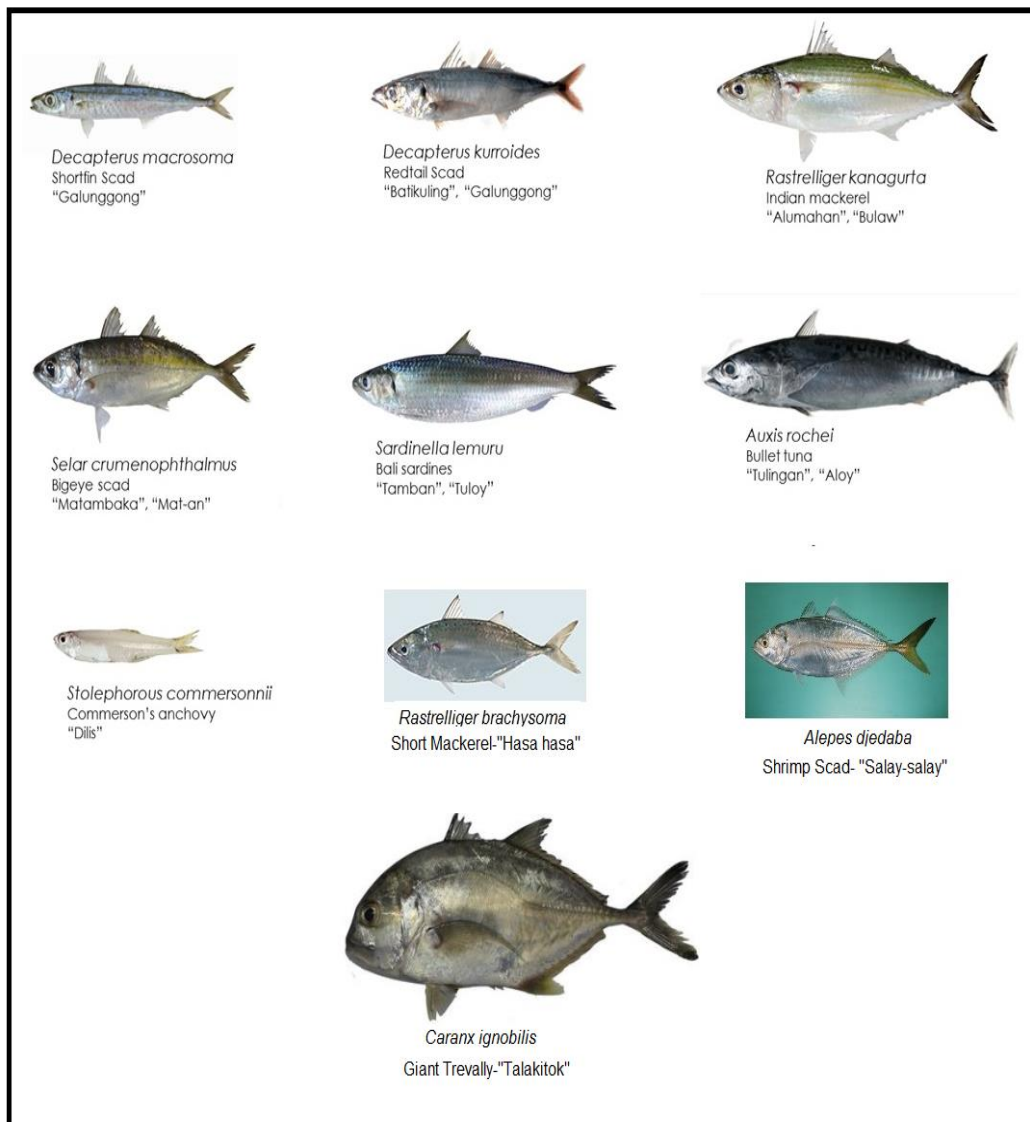 Decapterus macrosoma
Shortfin Scad
“Galunggong”
Decapterus kurroides
Redtail Scad
“Batikuling”, “Galunggong”
Rastrelliger kanagurta
Indian mackerel
“Alumahan”, “Bulaw”
Selar crumenophthalmus
Bigeye scad
“Matambaka”, “Mat-an”
Sardinella lemuru
Bali sardines
“Tamban”, “Tuloy”
Auxis rochei
Bullet tuna
“Tulingan”, “Aloy”
Stolephorous commersonnii
Commerson’s anchovy
“Dilis”
Rastrelliger brachysoma
Short Mackerel-"Hasa hasa"
Alepes djedaba
Shrimp Scad- "Salay-salay"
Caranx ignobilis
Giant Trevally-"Talakitok"